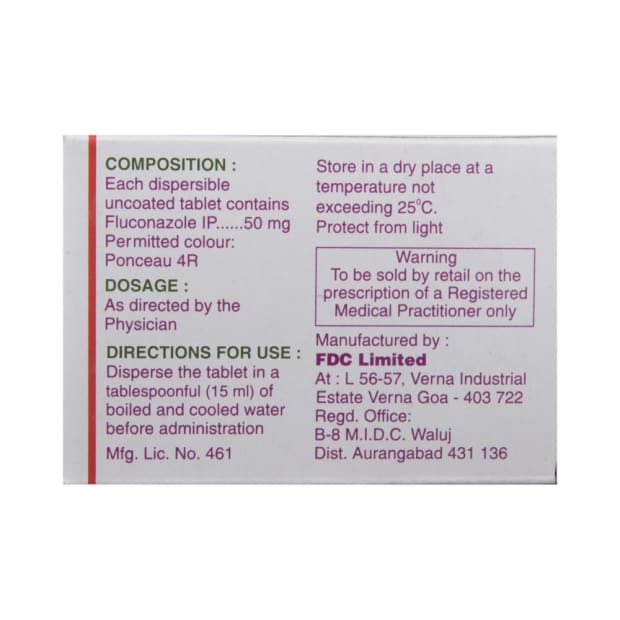 COMPOSITION :
Each dispersible
uncoated tablet contains
Fluconazole IP......50 mg
Permitted colour:
Ponceau 4R
DOSAGE :
As directed by the
Physician
DIRECTIONS FOR USE :
Disperse the tablet in a
tablespoonful (15 ml) of
boiled and cooled water
before administration
Mfg. Lic. No. 461
Store in a dry place at a
temperature not
exceeding 25°C.
Protect from light
Warning
To be sold by retail on the
prescription of a Registered
Medical Practitioner only
Manufactured by :
FDC Limited
At : L 56-57, Verna Industrial
Estate Verna Goa - 403 722
Regd. Office:
B-8 M.I.D.C. Waluj
Dist. Aurangabad 431 136